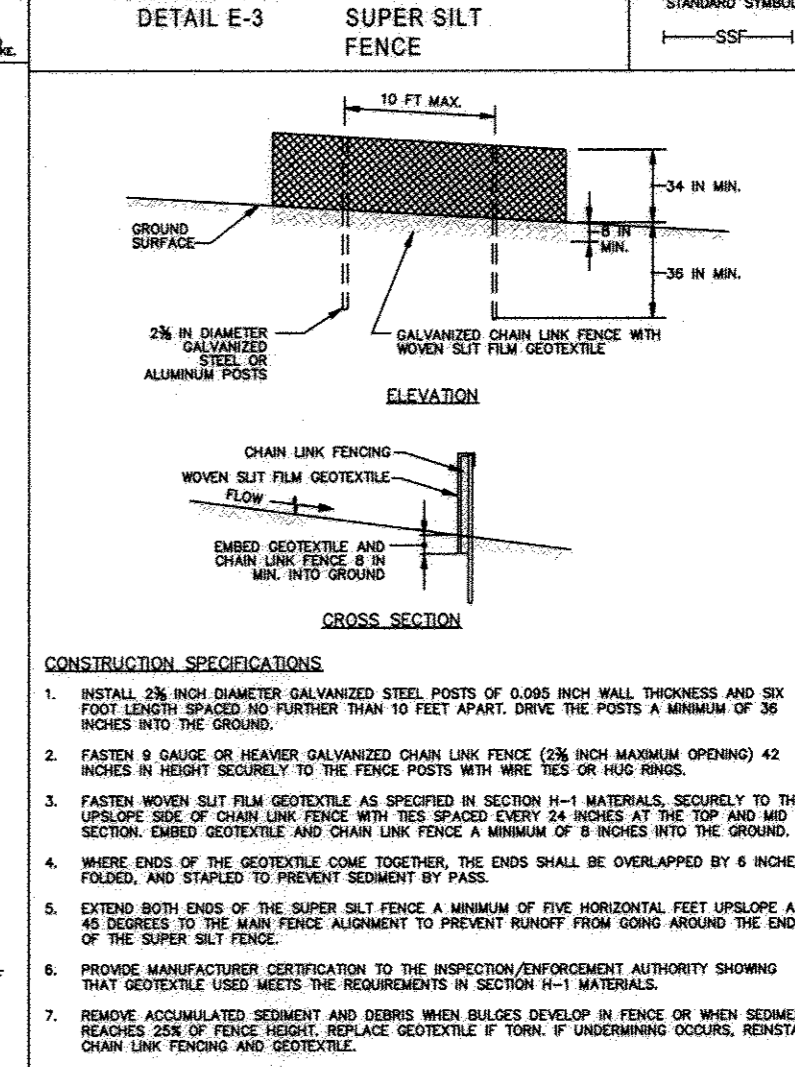 DETAIL E-3 SUPER SILT
FENCE
STANDARD SYMBOL
SSF
10 FT MAX.
34 IN MIN.
GROUND
SURFACE
8 IN
MIN.
36 IN MIN.
2⅜ IN DIAMETER
GALVANIZED
STEEL OR
ALUMINUM POSTS
GALVANIZED CHAIN LINK FENCE WITH
WOVEN SLIT FILM GEOTEXTILE
ELEVATION
CHAIN LINK FENCING
WOVEN SLIT FILM GEOTEXTILE
FLOW
EMBED GEOTEXTILE AND
CHAIN LINK FENCE 8 IN
MIN. INTO GROUND
CROSS SECTION
CONSTRUCTION SPECIFICATIONS
1. INSTALL 2⅜ INCH DIAMETER GALVANIZED STEEL POSTS OF 0.095 INCH WALL THICKNESS AND SIX
FOOT LENGTH SPACED NO FURTHER THAN 10 FEET APART. DRIVE THE POSTS A MINIMUM OF 36
INCHES INTO THE GROUND.
2. FASTEN 9 GAUGE OR HEAVIER GALVANIZED CHAIN LINK FENCE (2⅜ INCH MAXIMUM OPENING) 42
INCHES IN HEIGHT SECURELY TO THE FENCE POSTS WITH WIRE TIES OR HUG RINGS.
3. FASTEN WOVEN SLIT FILM GEOTEXTILE AS SPECIFIED IN SECTION H-1 MATERIALS, SECURELY TO TH
UPSLOPE SIDE OF CHAIN LINK FENCE WITH TIES SPACED EVERY 24 INCHES AT THE TOP AND MID
SECTION. EMBED GEOTEXTILE AND CHAIN LINK FENCE A MINIMUM OF 8 INCHES INTO THE GROUND.
4. WHERE ENDS OF THE GEOTEXTILE COME TOGETHER, THE ENDS SHALL BE OVERLAPPED BY 6 INCHE
FOLDED, AND STAPLED TO PREVENT SEDIMENT BY PASS.
5. EXTEND BOTH ENDS OF THE SUPER SILT FENCE A MINIMUM OF FIVE HORIZONTAL FEET UPSLOPE A
45 DEGREES TO THE MAIN FENCE ALIGNMENT TO PREVENT RUNOFF FROM GOING AROUND THE END
OF THE SUPER SILT FENCE.
6. PROVIDE MANUFACTURER CERTIFICATION TO THE INSPECTION/ENFORCEMENT AUTHORITY SHOWING
THAT GEOTEXTILE USED MEETS THE REQUIREMENTS IN SECTION H-1 MATERIALS.
7. REMOVE ACCUMULATED SEDIMENT AND DEBRIS WHEN BULGES DEVELOP IN FENCE OR WHEN SEDIME
REACHES 25% OF FENCE HEIGHT. REPLACE GEOTEXTILE IF TORN. IF UNDERMINING OCCURS, REINSTA
CHAIN LINK FENCING AND GEOTEXTILE.